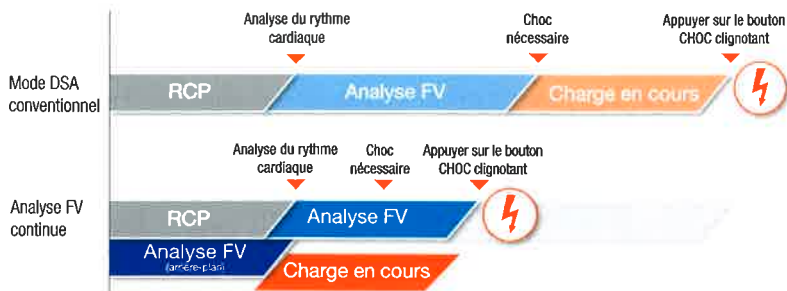 Analyse du rythme
cardiaque
Choc
nécessaire
Appuyer sur le bouton
CHOC clignotant
Mode DSA
conventionnel
RCP
Analyse FV
Charge en cours
Analyse du rythme
cardiaque
Choc
nécessaire
Appuyer sur le bouton
CHOC clignotant
Analyse FV
continue
RCP
Analyse FV
Analyse FV
(arrière-plan)
Charge en cours